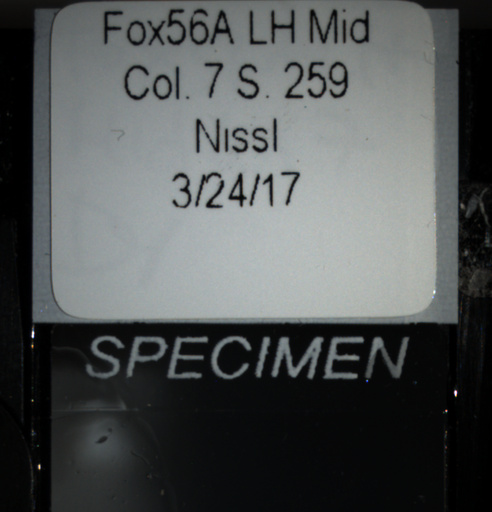 Fox56A LH Mid
Col. 7 S. 259
Nissl
3/24/17
SPECIMEN